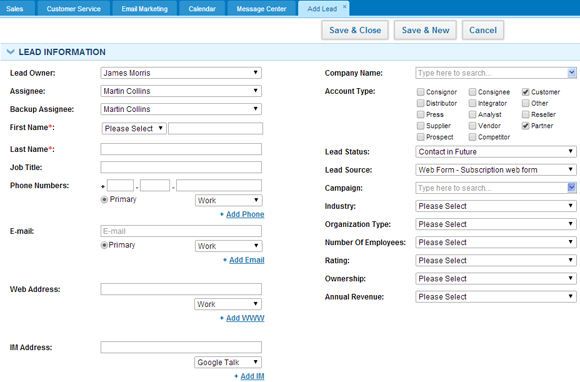 Sales Customer Service Email Marketing Calendar Message Center Add Lead ×
Save & Close Save & New Cancel
LEAD INFORMATION
Lead Owner: James Morris
Assignee: Martin Collins
Backup Assignee: Martin Collins
First Name*: Please Select
Last Name*:
Job Title:
Phone Numbers: + - -
Primary Work
+ Add Phone
E-mail: E-mail
Primary Work
+ Add Email
Web Address:
Work
+ Add WWW
IM Address:
Google Talk
+ Add IM
Company Name: Type here to search...
Account Type:
Consignor Consignee Customer
Distributor Integrator Other
Press Analyst Reseller
Supplier Vendor Partner
Prospect Competitor
Lead Status: Contact in Future
Lead Source: Web Form - Subscription web form
Campaign: Type here to search...
Industry: Please Select
Organization Type: Please Select
Number Of Employees: Please Select
Rating: Please Select
Ownership: Please Select
Annual Revenue: Please Select